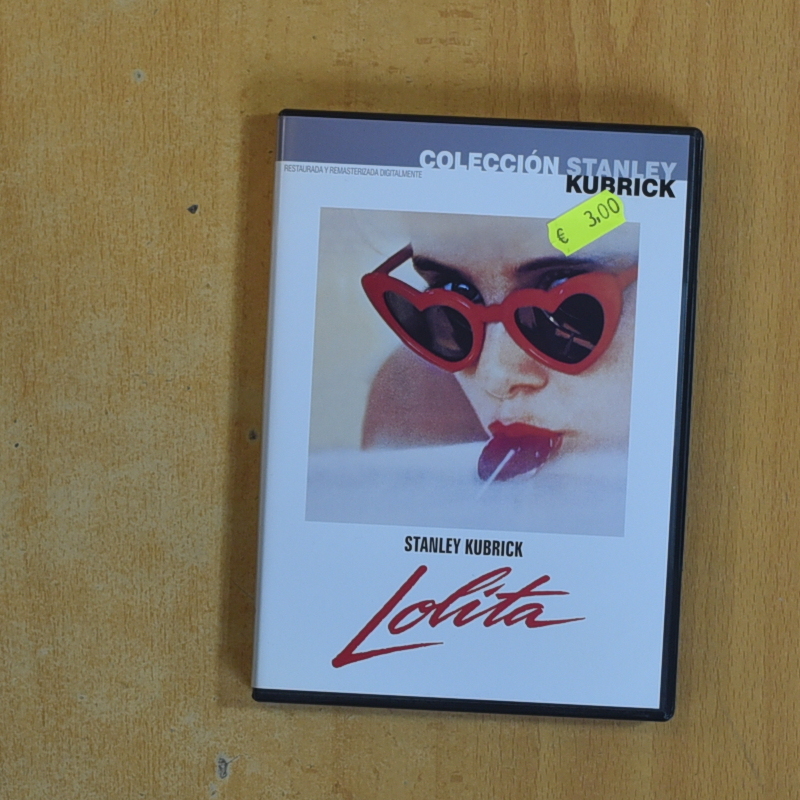 COLECCIÓN STANLEY
KUBRICK
RESTAURADA Y REMASTERIZADA DIGITALMENTE
€ 3,00
STANLEY KUBRICK
Lolita